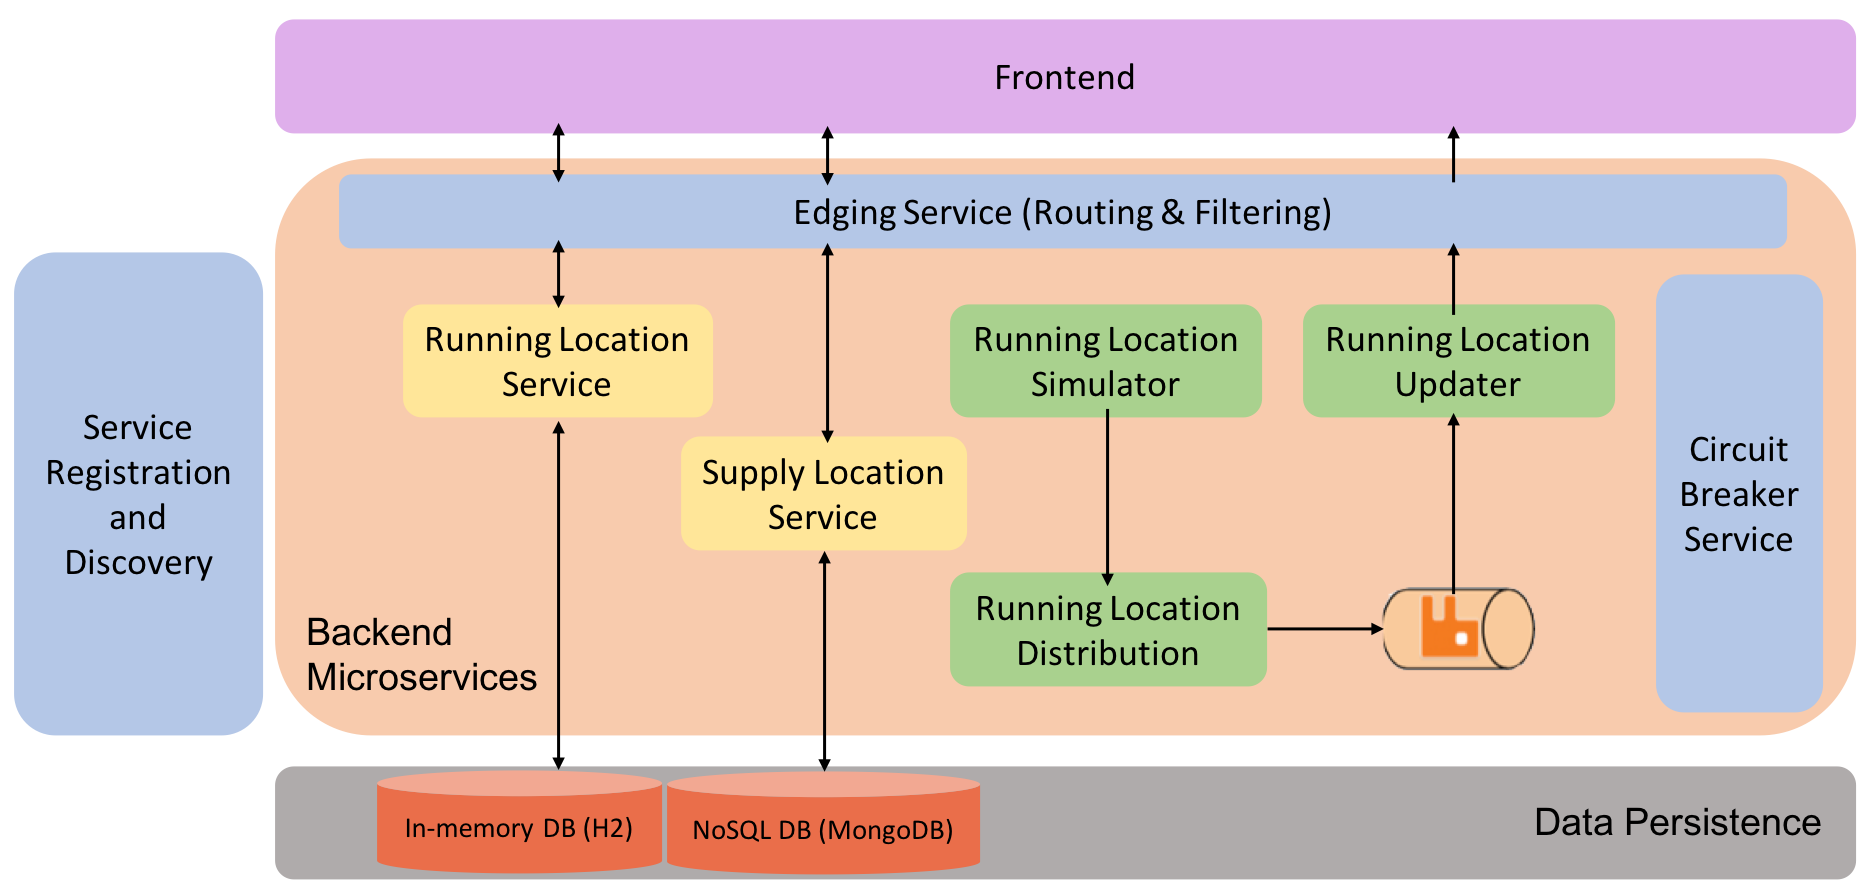 Frontend
Edging Service (Routing & Filtering)
Running Location
Service
Running Location
Simulator
Running Location
Updater
Service
Registration
and
Discovery
Supply Location
Service
Circuit
Breaker
Service
Running Location
Distribution
Backend
Microservices
In-memory DB (H2)
NoSQL DB (MongoDB)
Data Persistence